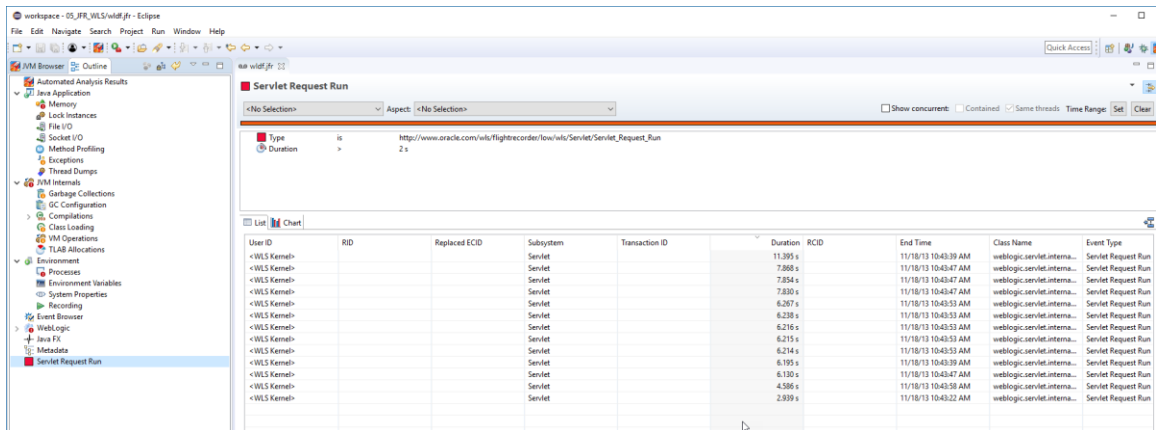 workspace - 05_JFR_WLS/wldf.jfr - Eclipse
File Edit Navigate Search Project Run Window Help
Quick Access
JVM Browser Outline
wldf.jfr
Automated Analysis Results
Java Application
Memory
Lock Instances
File I/O
Socket I/O
Method Profiling
Exceptions
Thread Dumps
JVM Internals
Garbage Collections
GC Configuration
Compilations
Class Loading
VM Operations
TLAB Allocations
Environment
Processes
Environment Variables
System Properties
Recording
Event Browser
WebLogic
Java FX
Metadata
Servlet Request Run
Servlet Request Run
<No Selection> Aspect: <No Selection> Show concurrent: Contained Same threads Time Range: Set Clear
Type is http://www.oracle.com/wls/flightrecorder/low/wls/Servlet/Servlet_Request_Run
Duration > 2 s
List Chart
User ID RID Replaced ECID Subsystem Transaction ID Duration RCID End Time Class Name Event Type
<WLS Kernel> Servlet 11.395 s 11/18/13 10:43:39 AM weblogic.servlet.interna... Servlet Request Run
<WLS Kernel> Servlet 7.868 s 11/18/13 10:43:47 AM weblogic.servlet.interna... Servlet Request Run
<WLS Kernel> Servlet 7.854 s 11/18/13 10:43:47 AM weblogic.servlet.interna... Servlet Request Run
<WLS Kernel> Servlet 7.830 s 11/18/13 10:43:47 AM weblogic.servlet.interna... Servlet Request Run
<WLS Kernel> Servlet 6.267 s 11/18/13 10:43:53 AM weblogic.servlet.interna... Servlet Request Run
<WLS Kernel> Servlet 6.238 s 11/18/13 10:43:53 AM weblogic.servlet.interna... Servlet Request Run
<WLS Kernel> Servlet 6.216 s 11/18/13 10:43:53 AM weblogic.servlet.interna... Servlet Request Run
<WLS Kernel> Servlet 6.215 s 11/18/13 10:43:53 AM weblogic.servlet.interna... Servlet Request Run
<WLS Kernel> Servlet 6.214 s 11/18/13 10:43:53 AM weblogic.servlet.interna... Servlet Request Run
<WLS Kernel> Servlet 6.195 s 11/18/13 10:43:39 AM weblogic.servlet.interna... Servlet Request Run
<WLS Kernel> Servlet 6.130 s 11/18/13 10:43:47 AM weblogic.servlet.interna... Servlet Request Run
<WLS Kernel> Servlet 4.586 s 11/18/13 10:43:58 AM weblogic.servlet.interna... Servlet Request Run
<WLS Kernel> Servlet 2.939 s 11/18/13 10:43:22 AM weblogic.servlet.interna... Servlet Request Run